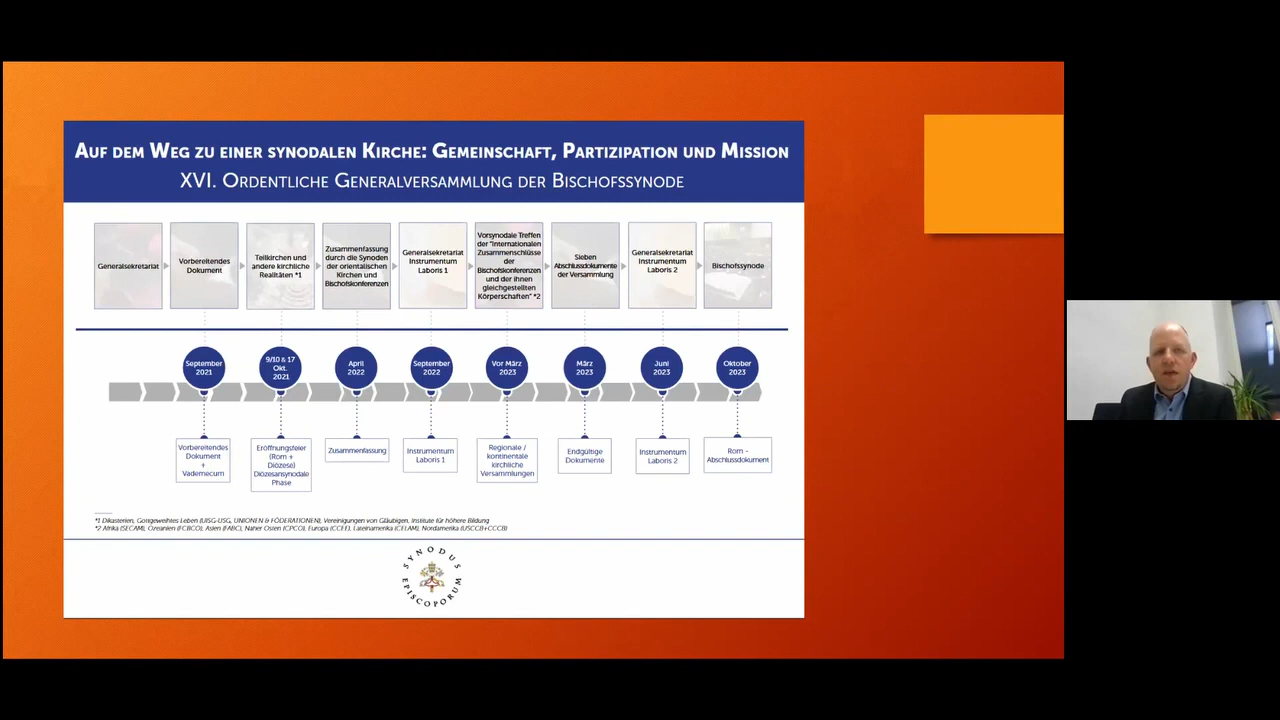 Auf dem Weg zu einer synodalen Kirche: Gemeinschaft, Partizipation und Mission
XVI. Ordentliche Generalversammlung der Bischofssynode
Generalsekretariat
Vorbereitendes
Dokument
Teilkirchen und
andere kirchliche
Realitäten *1
Zusammenfassung
durch die Synoden
der orientalischen
Kirchen und
Bischofskonferenzen
Generalsekretariat
Instrumentum
Laboris 1
Vorsynodale Treffen
der "Internationalen
Zusammenschlüsse
der
Bischofskonferenzen
und der ihnen
gleichgestellten
Körperschaften" *2
Sieben
Abschlussdokumente
der Versammlung
Generalsekretariat
Instrumentum
Laboris 2
Bischofssynode
September
2021
9/10 & 17
Okt.
2021
April
2022
September
2022
Vor März
2023
März
2023
Juni
2023
Oktober
2023
Vorbereitendes
Dokument
+
Vademecum
Eröffnungsfeier
(Rom +
Diözese)
Diözesansynodale
Phase
Zusammenfassung
Instrumentum
Laboris 1
Regionale /
kontinentale
kirchliche
Versammlungen
Endgültige
Dokumente
Instrumentum
Laboris 2
Rom -
Abschlussdokument
*1 Dikasterien, Gottgeweihtes Leben (UISG-USG, UNIONEN & FÖDERATIONEN), Vereinigungen von Gläubigen, Institute für höhere Bildung
*2 Afrika (SECAM), Ozeanien (FCBCO), Asien (FABC), Naher Osten (CPCO), Europa (CCEE), Lateinamerika (CELAM), Nordamerika (USCCB+CCCB)
SYNODUS
EPISCOPORUM